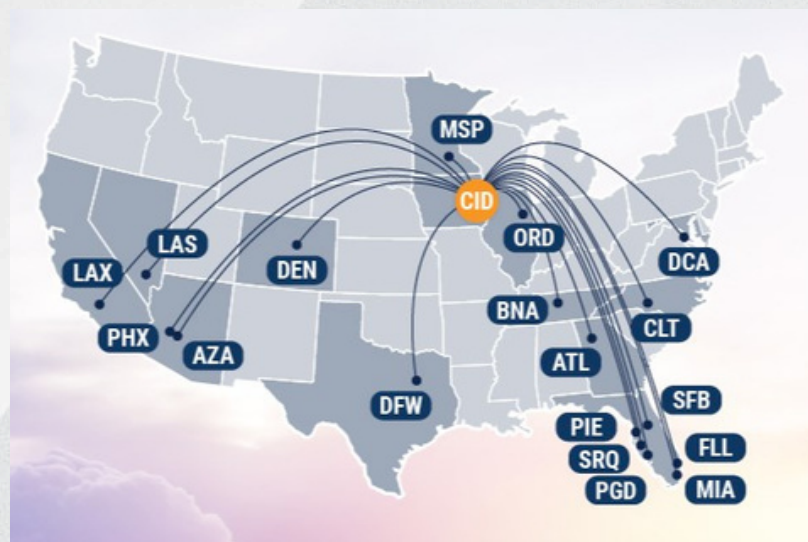 MSP
CID
ORD
LAS
DCA
DEN
LAX
BNA
CLT
PHX
AZA
ATL
DFW
SFB
PIE
FLL
SRQ
PGD
MIA